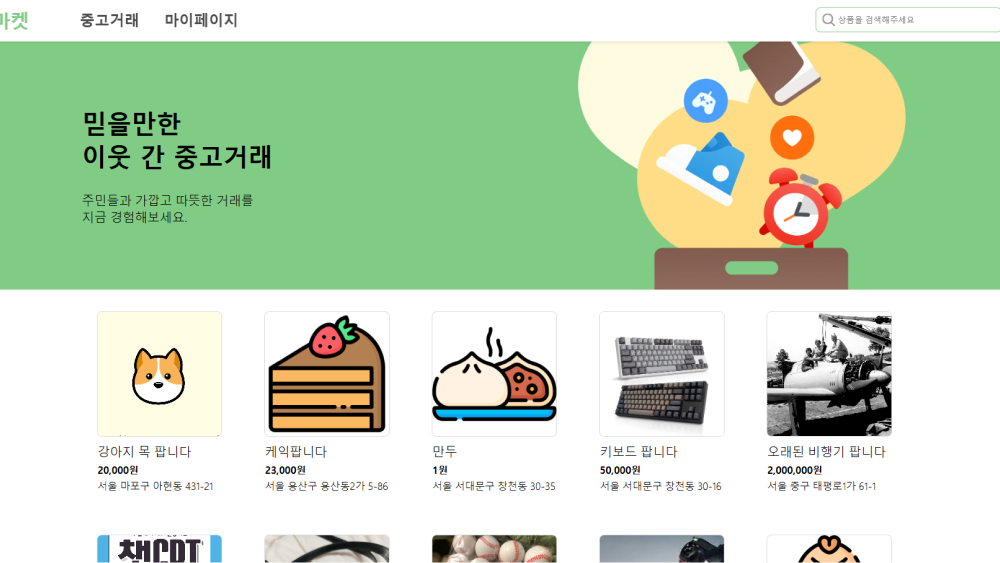 마켓
중고거래
마이페이지
상품을 검색해주세요
믿을만한
이웃 간 중고거래
주민들과 가깝고 따뜻한 거래를
지금 경험해보세요.
강아지 목 팝니다
20,000원
서울 마포구 아현동 431-21
케익팝니다
23,000원
서울 용산구 용산동2가 5-86
만두
1원
서울 서대문구 창천동 30-35
키보드 팝니다
50,000원
서울 서대문구 창천동 30-16
오래된 비행기 팝니다
2,000,000원
서울 중구 태평로1가 61-1